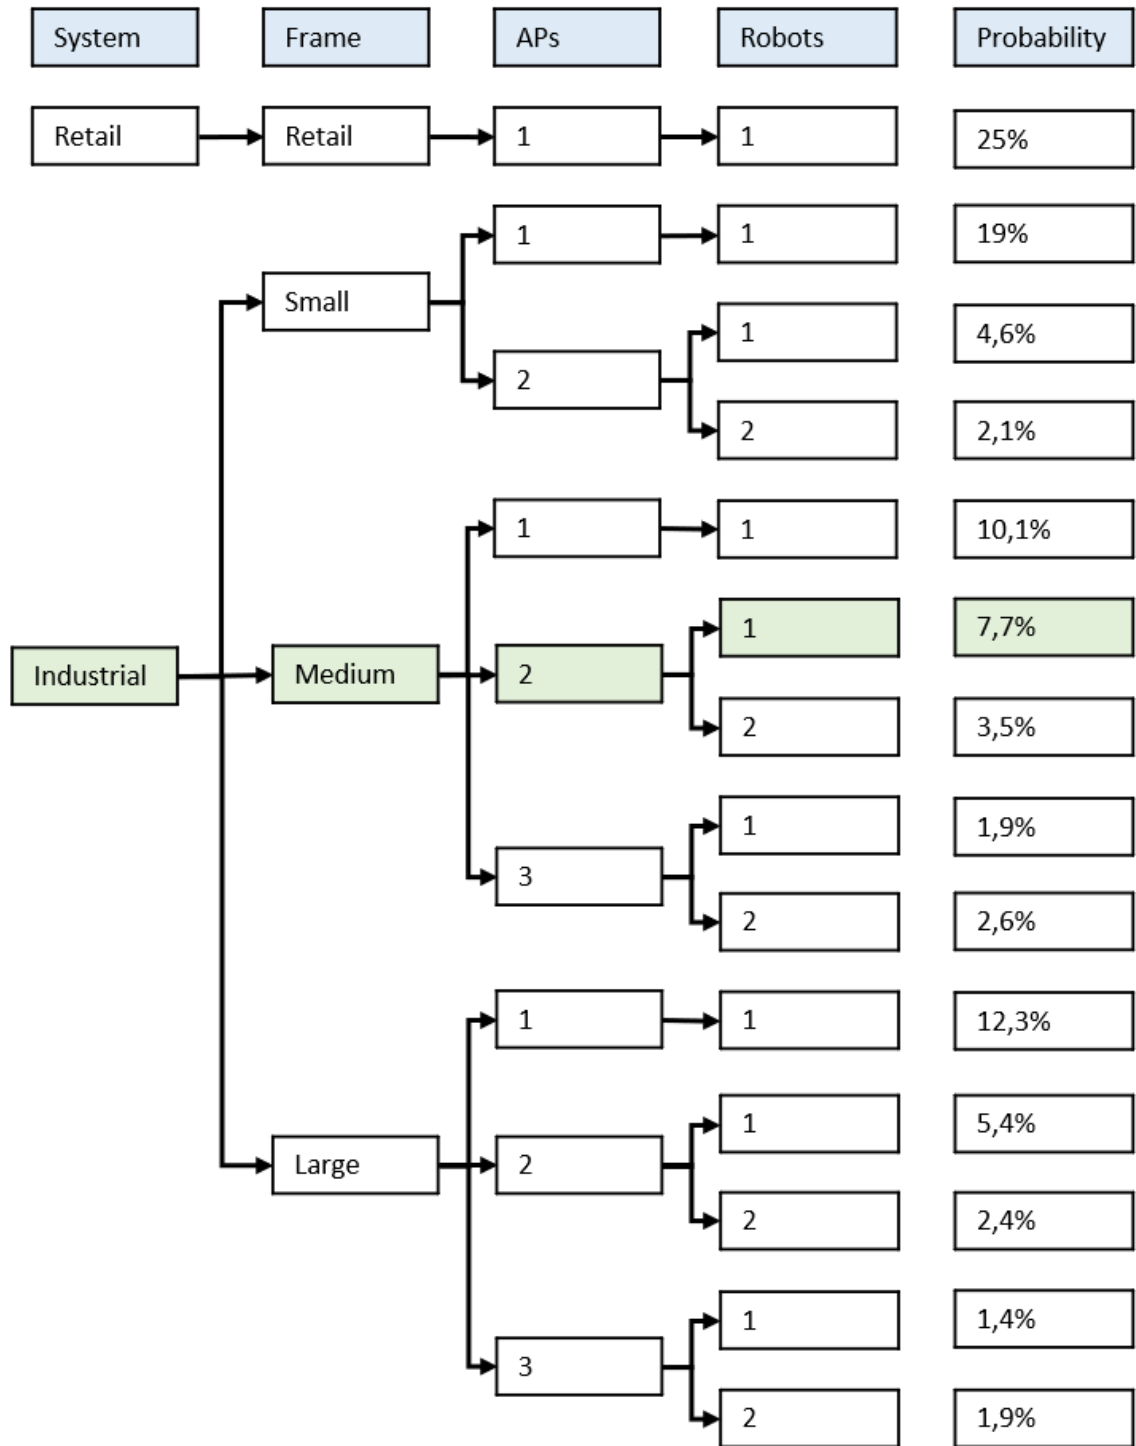 System Frame APs Robots Probability
Retail Retail 1 1 25%
1 1 19%
Small
1 4,6%
2
2 2,1%
1 1 10,1%
1 7,7%
Industrial Medium 2
2 3,5%
1 1,9%
3
2 2,6%
1 1 12,3%
1 5,4%
Large 2
2 2,4%
1 1,4%
3
2 1,9%